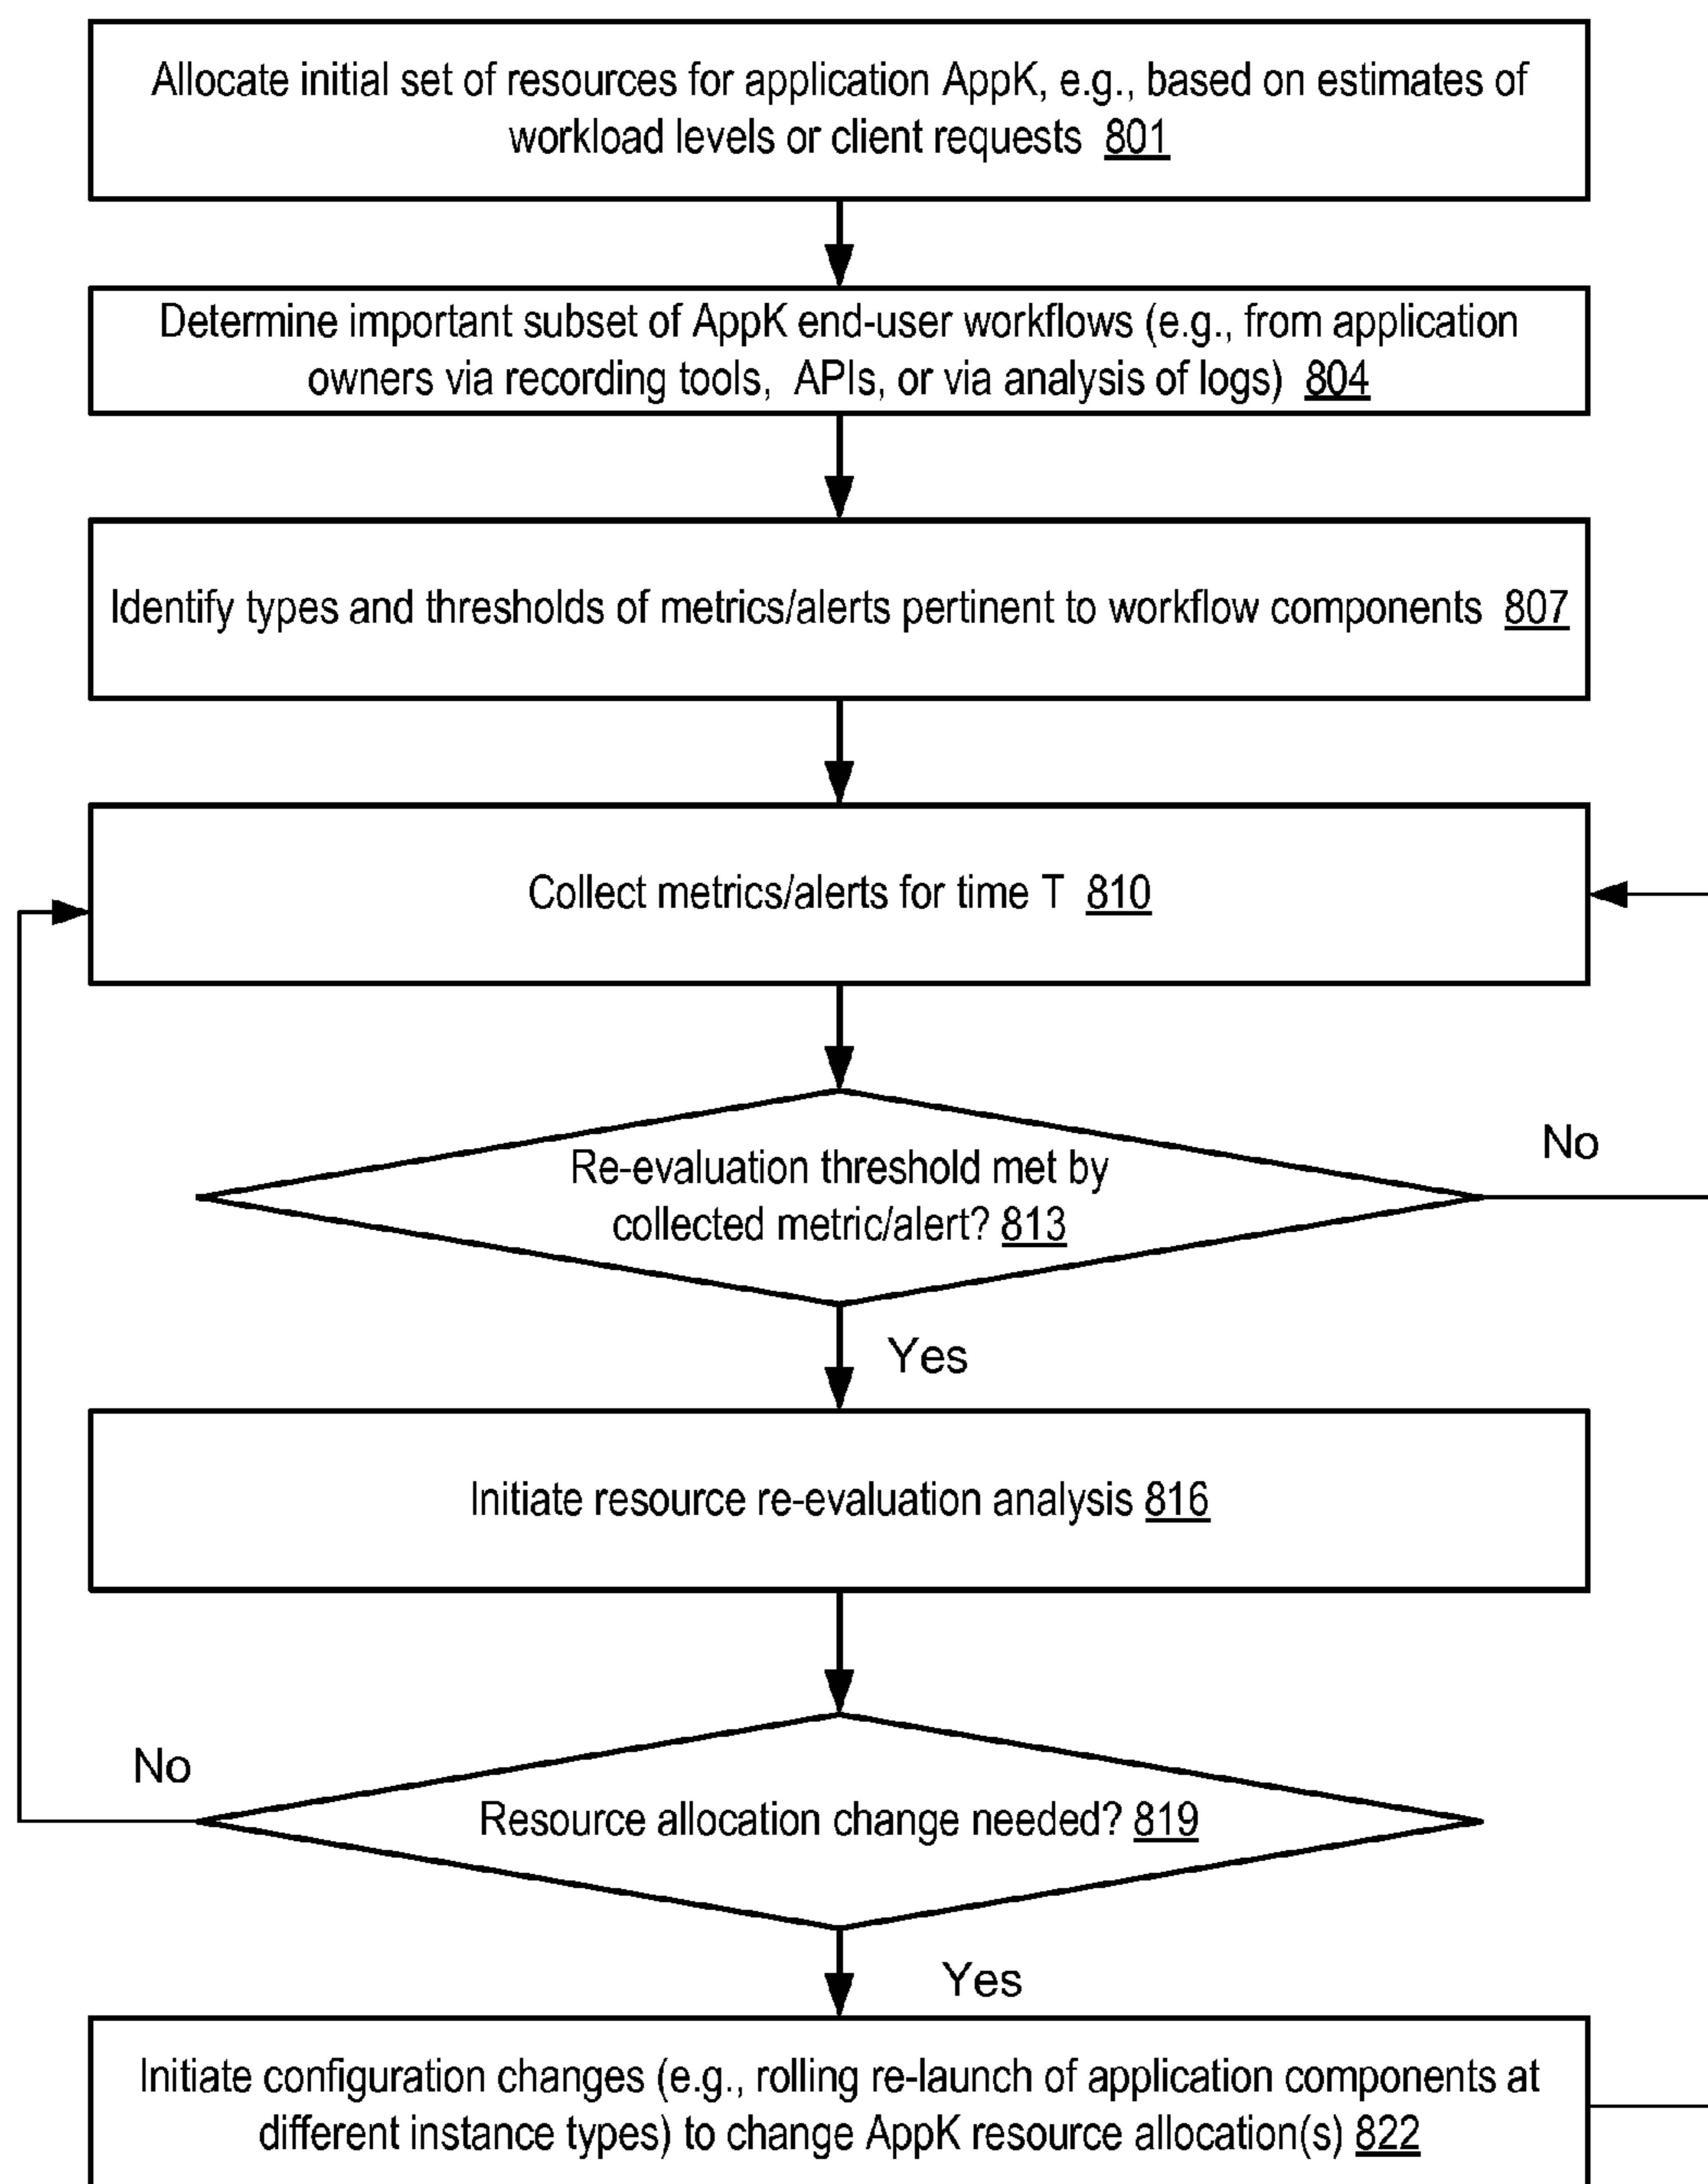 Allocate initial set of resources for application AppK, e.g., based on estimates of
workload levels or client requests 801
Determine important subset of AppK end-user workflows (e.g., from application
owners via recording tools, APIs, or via analysis of logs) 804
Identify types and thresholds of metrics/alerts pertinent to workflow components 807
Collect metrics/alerts for time T 810
Re-evaluation threshold met by
collected metric/alert? 813
No
Yes
Initiate resource re-evaluation analysis 816
No
Resource allocation change needed? 819
Yes
Initiate configuration changes (e.g., rolling re-launch of application components at
different instance types) to change AppK resource allocation(s) 822